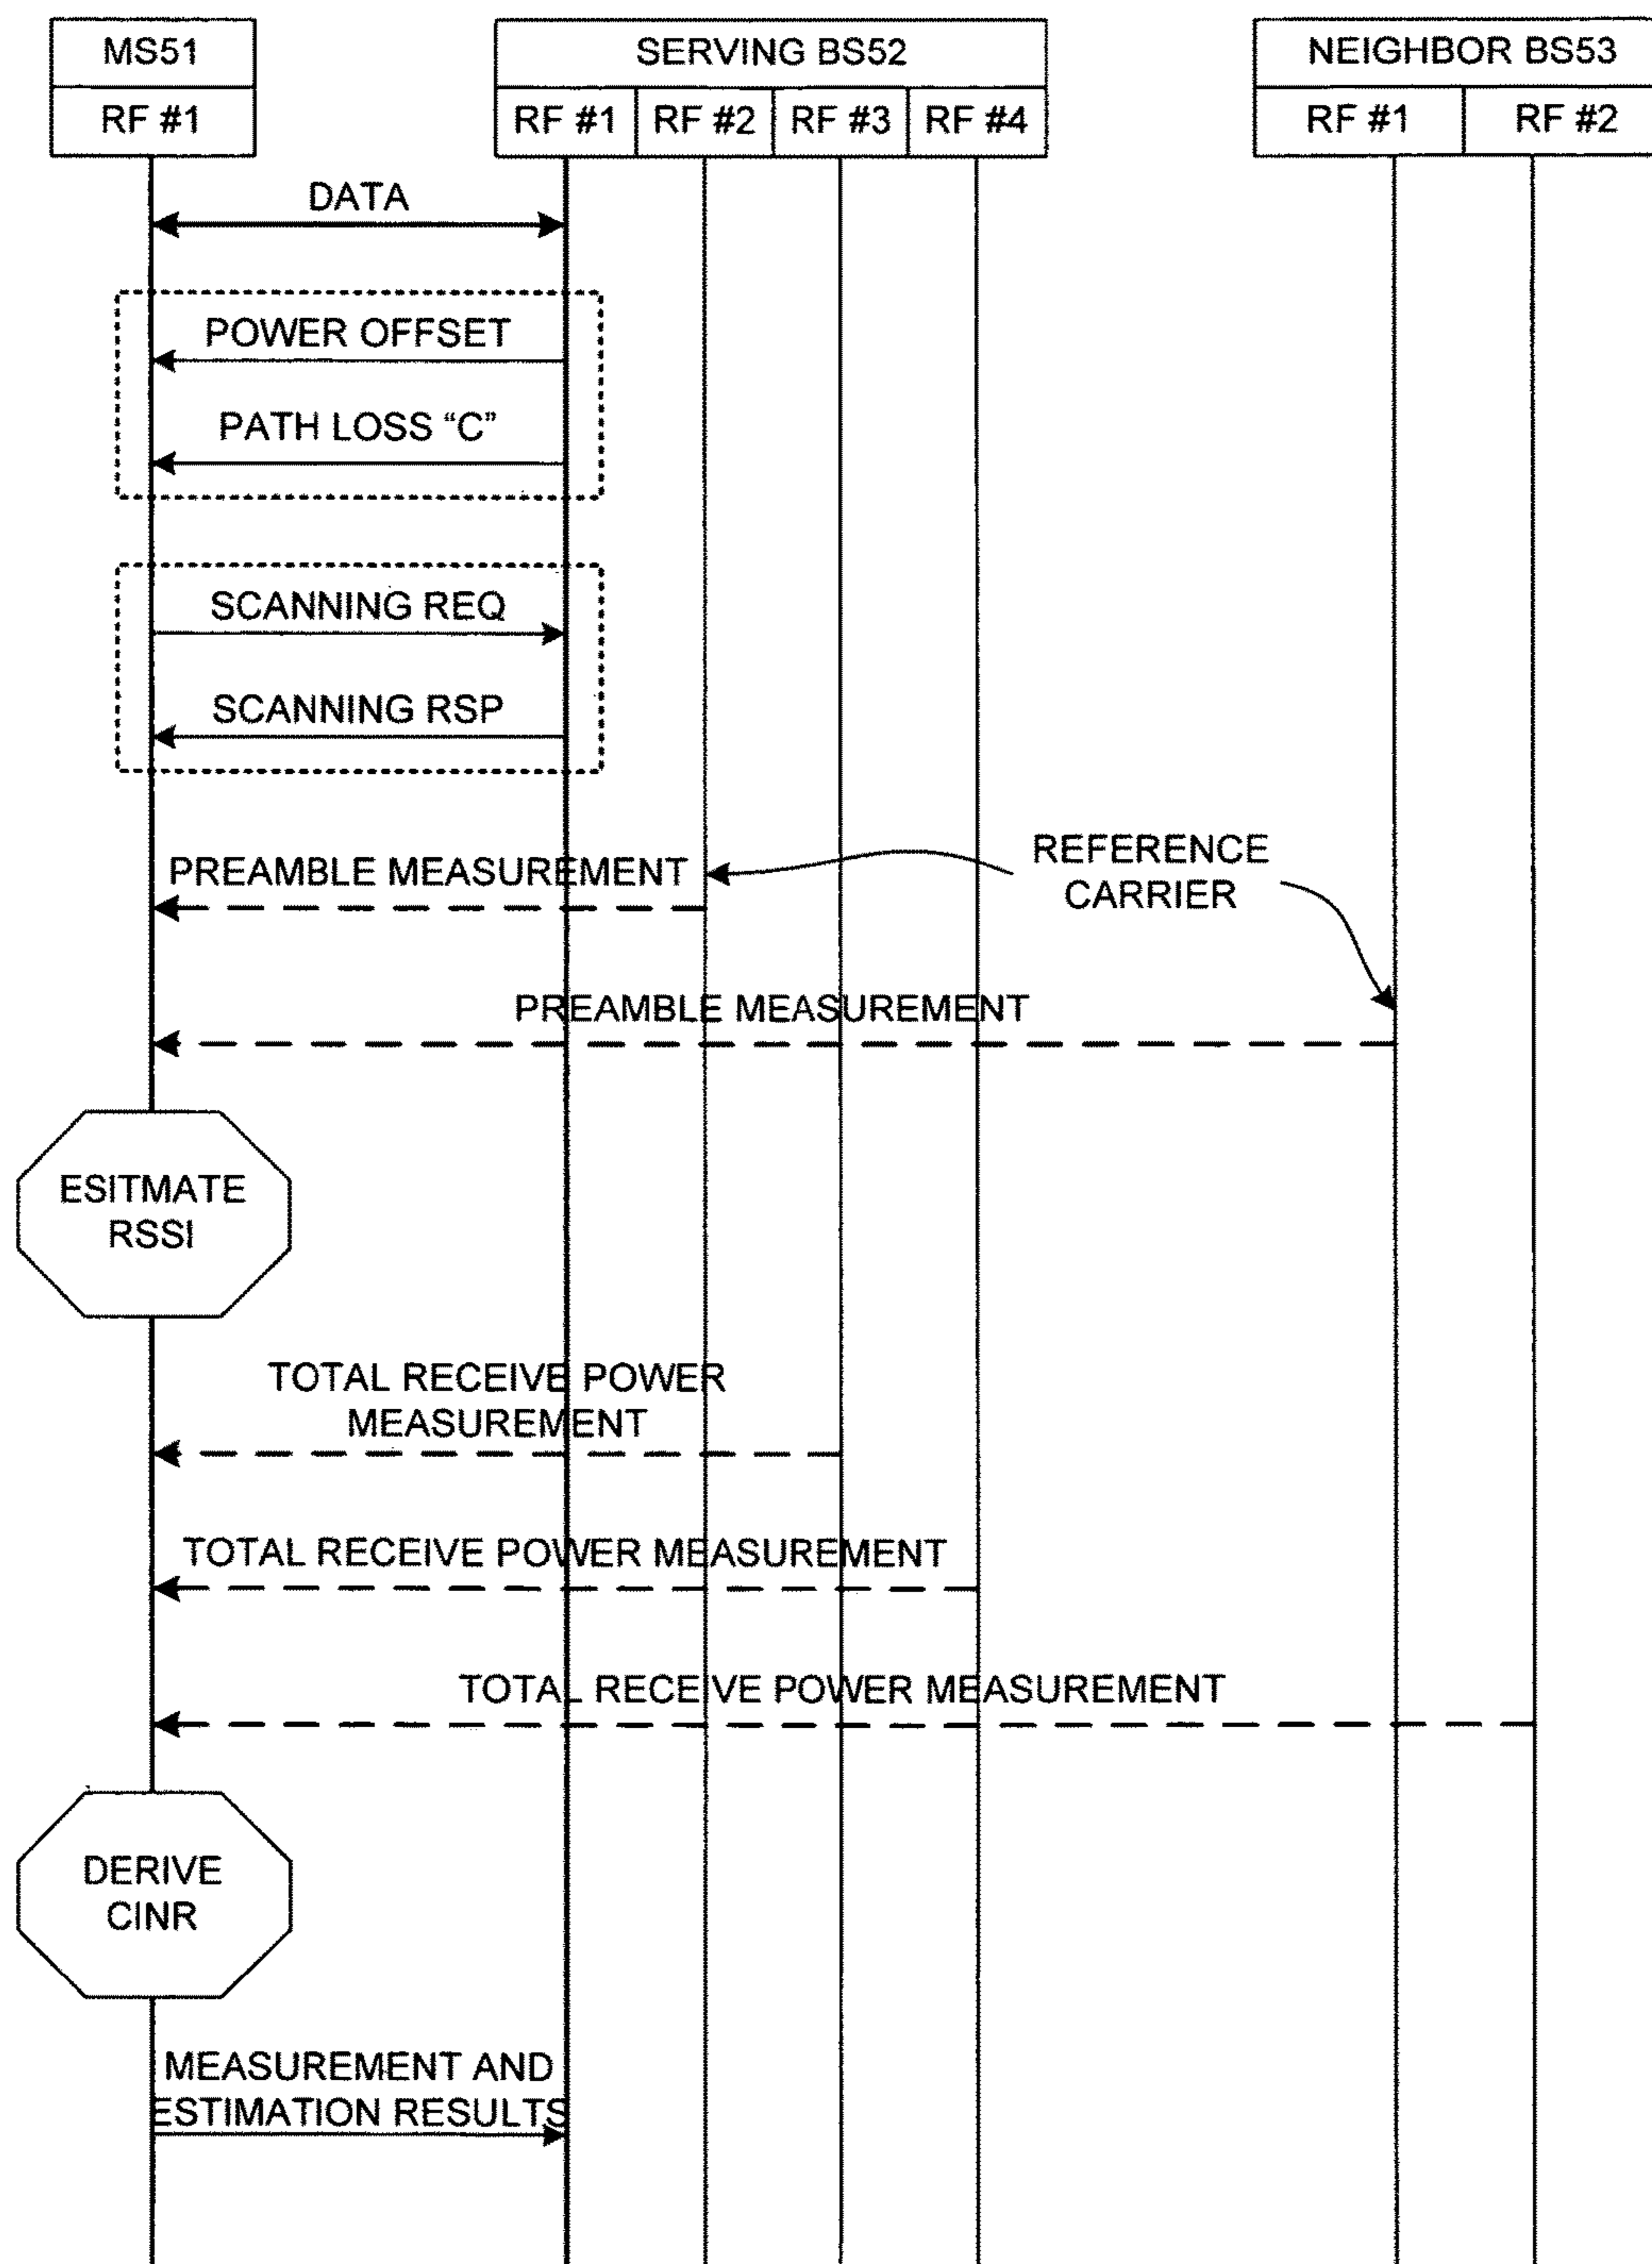 MS51
SERVING BS52
NEIGHBOR BS53
RF #1
RF #1
RF #2
RF #3
RF #4
RF #1
RF #2
DATA
POWER OFFSET
PATH LOSS “C”
SCANNING REQ
SCANNING RSP
REFERENCE
CARRIER
PREAMBLE MEASUREMENT
PREAMBLE MEASUREMENT
ESITMATE
RSSI
TOTAL RECEIVE POWER
MEASUREMENT
TOTAL RECEIVE POWER MEASUREMENT
TOTAL RECEIVE POWER MEASUREMENT
DERIVE
CINR
MEASUREMENT AND
ESTIMATION RESULTS